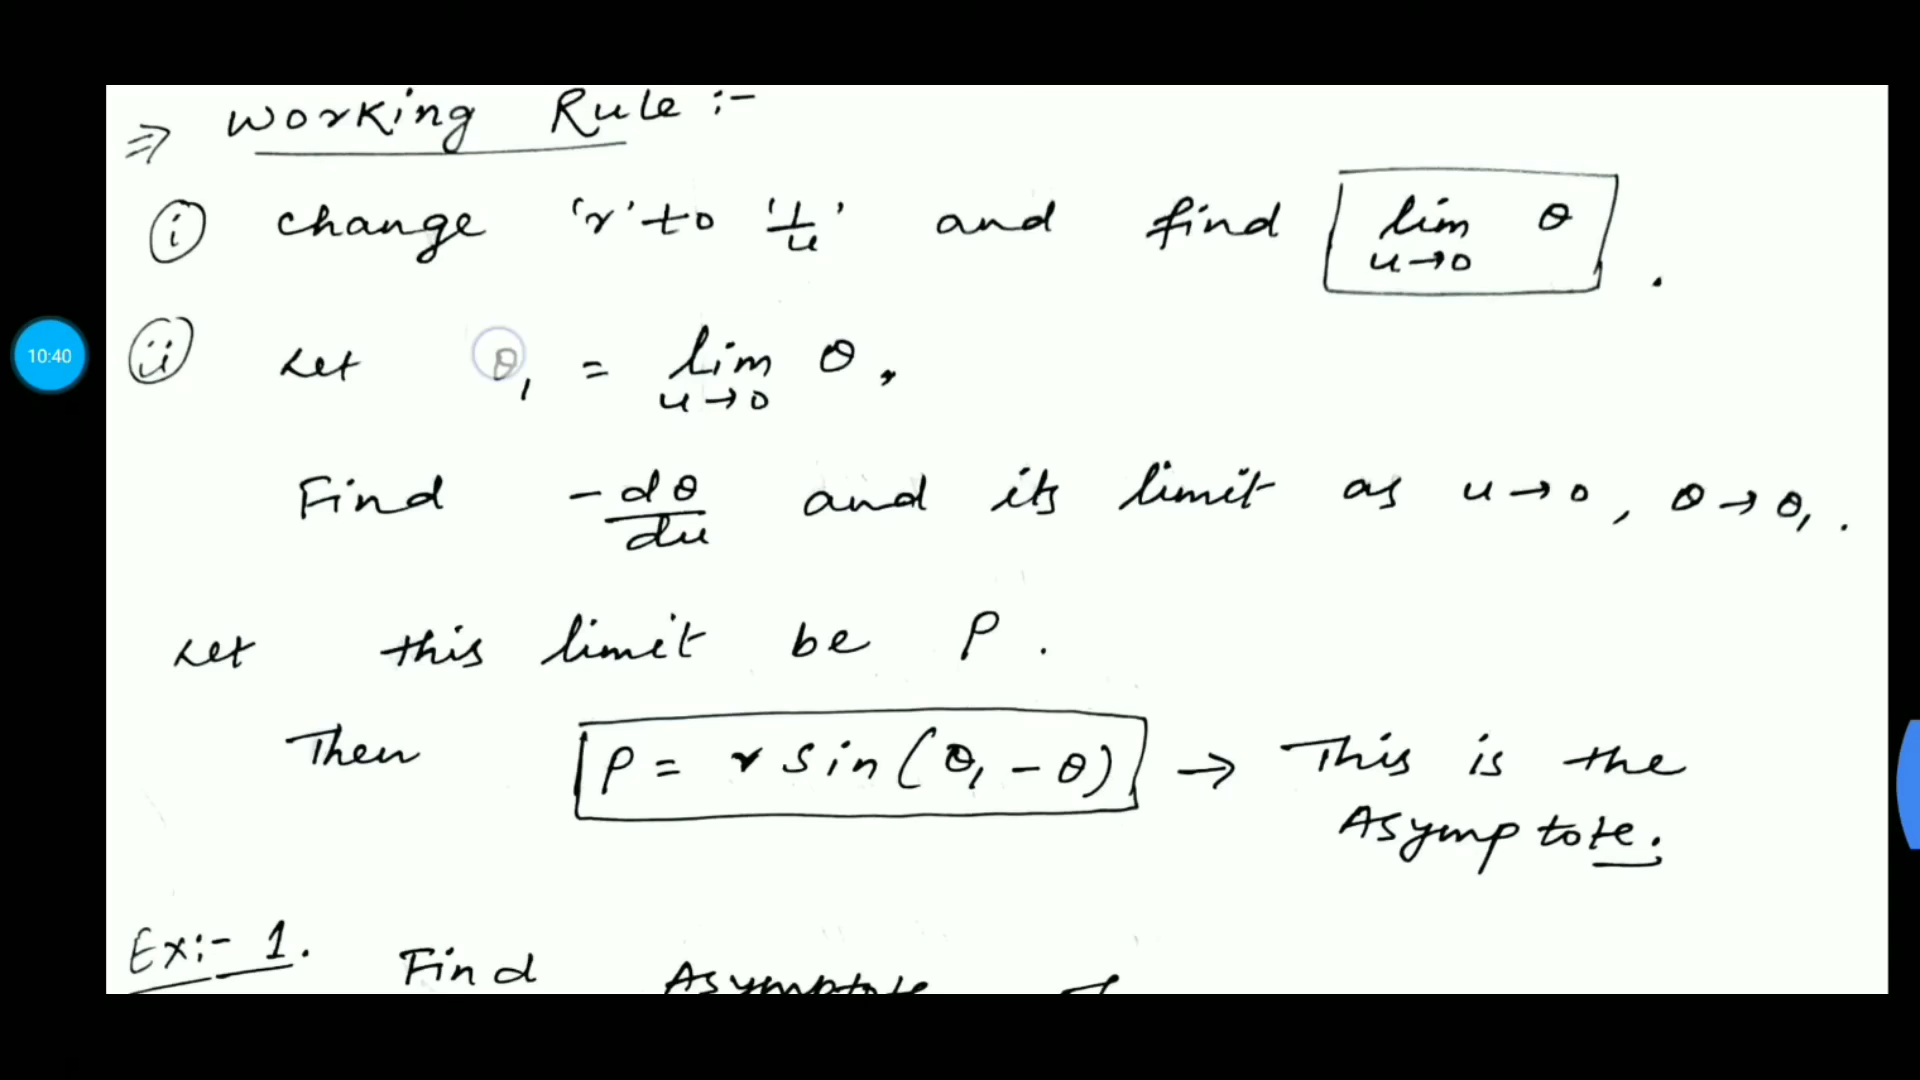 ⇒ Working Rule :-
(i) change 'r' to '1/u' and find lim u→0 θ .
10:40
(ii) Let θ₁ = lim u→0 θ ,
Find -dθ/du and its limit as u→0, θ→θ₁ .
Let this limit be P .
Then P = r sin(θ₁ - θ) → This is the
Asymptote.
Ex:- 1. Find Asymptote of